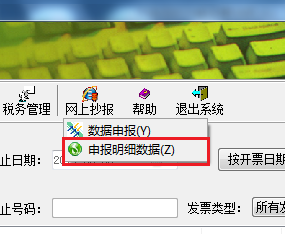 税务管理 网上抄报 帮助 退出系统
数据申报(Y)
申报明细数据(Z)
止日期: 按开票日期
止号码: 发票类型: 所有发